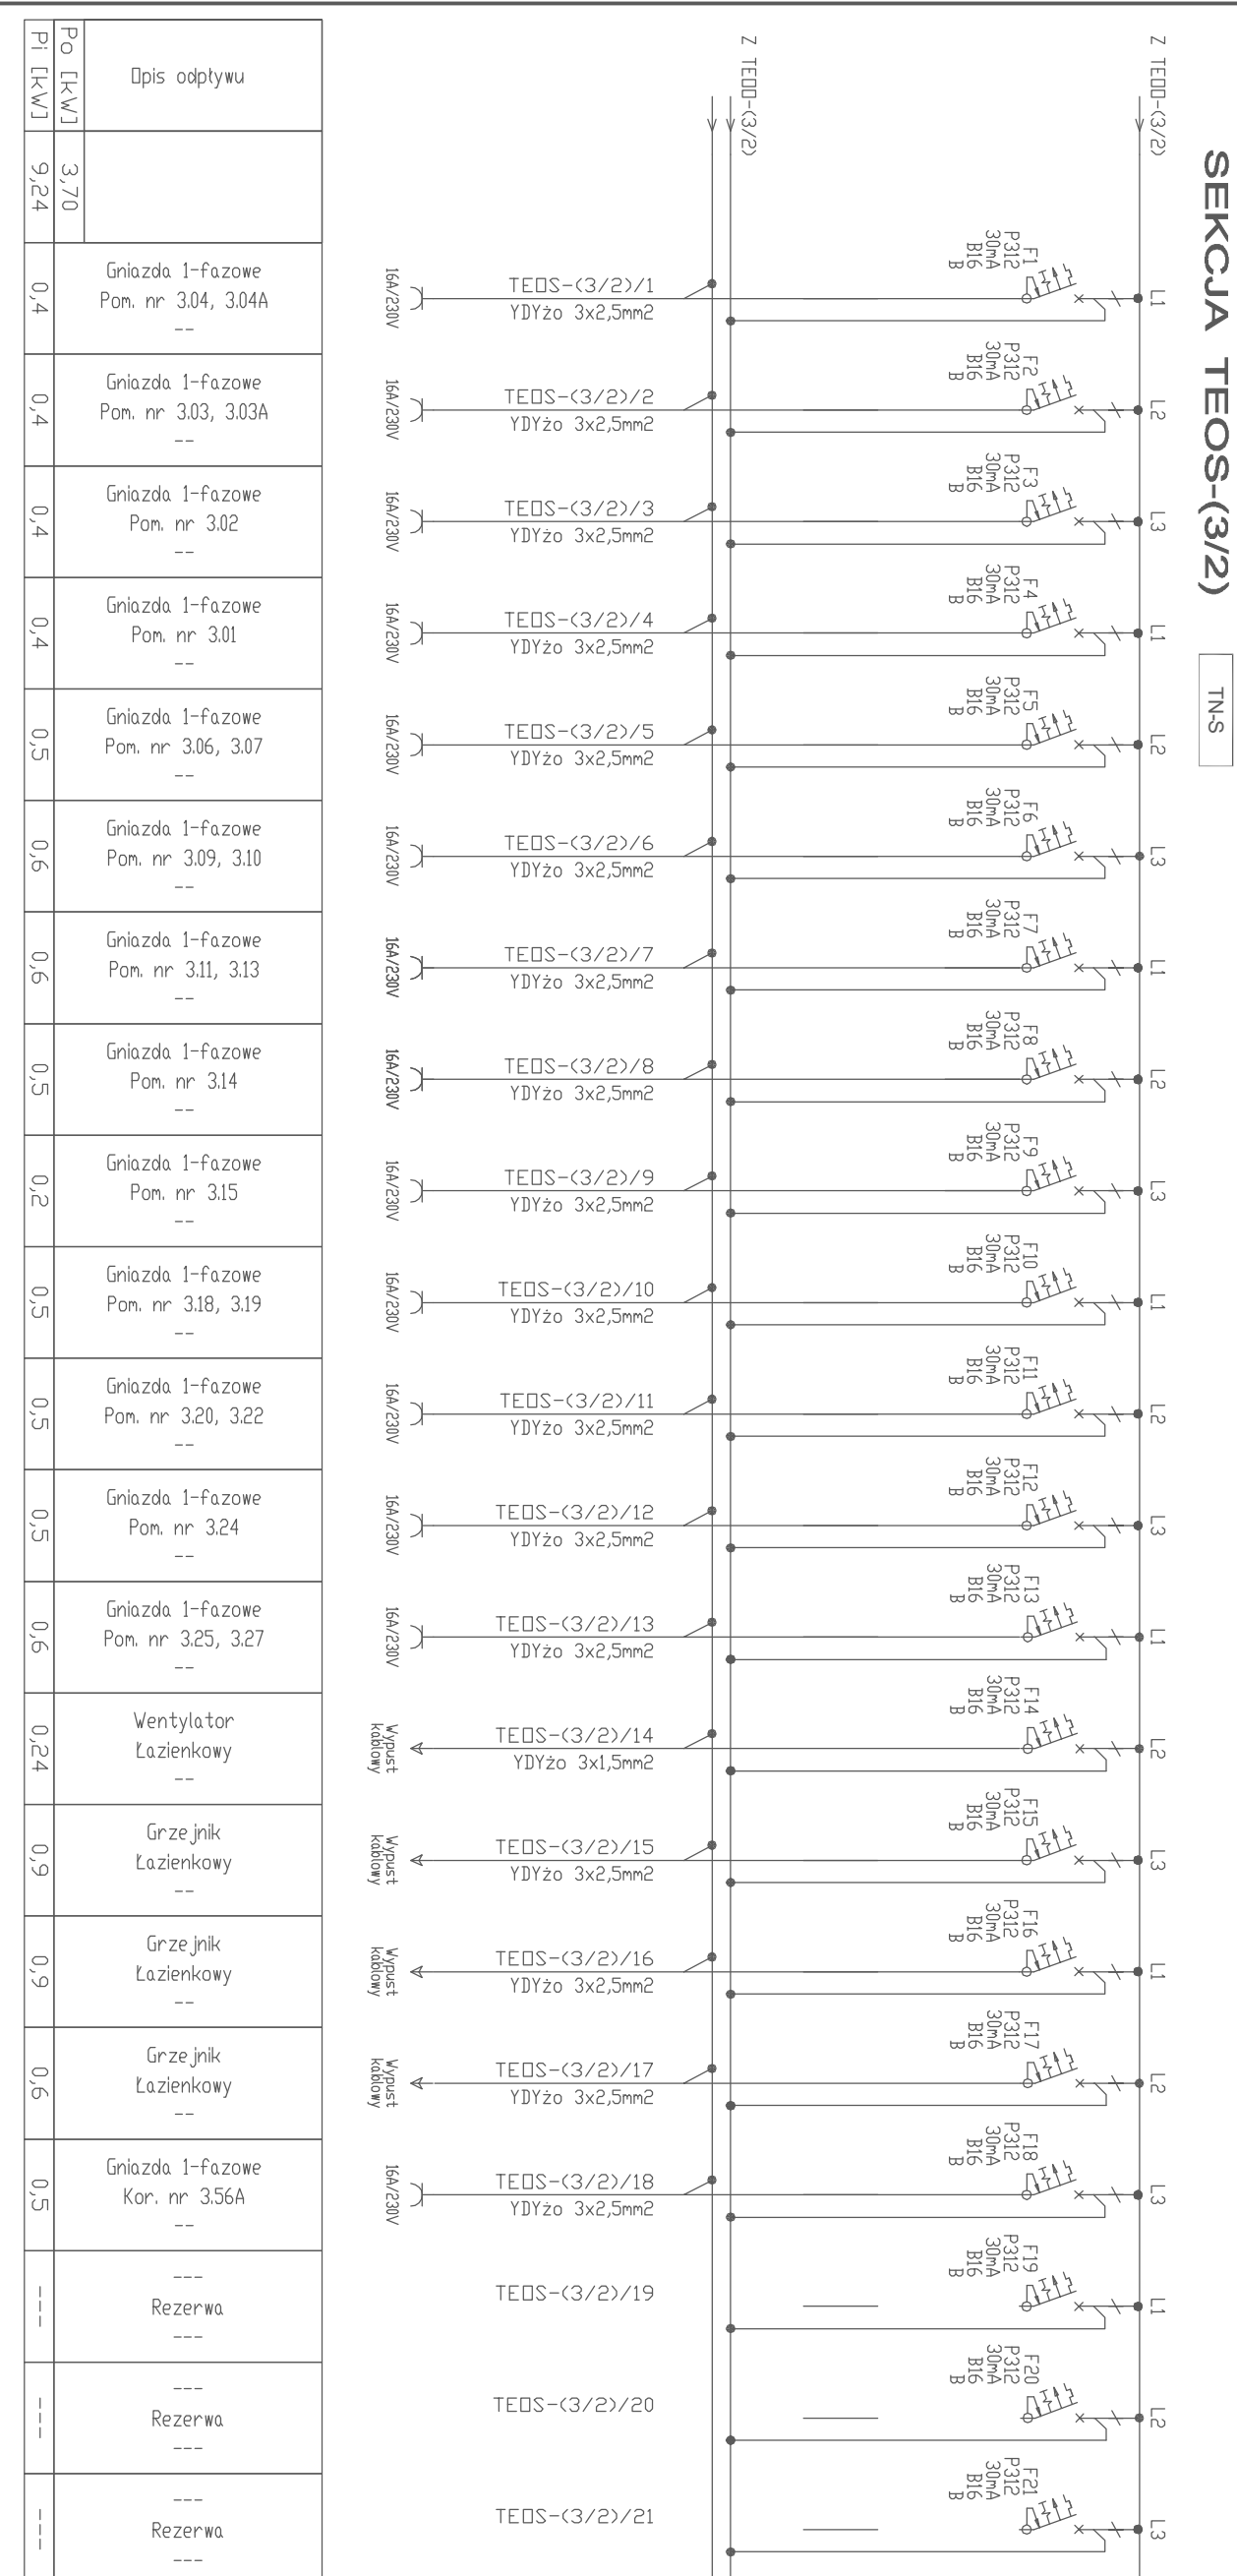 SEKCJA TEOS-(3/2)
TN-S
Z TEOO-(3/2)
Z TEOO-(3/2)
Opis odpływu
Po [kW] 3,70
Pi [kW] 9,24
L1
F1
P312
30mA
B16
B
TEOS-(3/2)/1
YDYżo 3x2,5mm2
16A/230V
Gniazda 1-fazowe
Pom. nr 3.04, 3.04A
--
0,4
L2
F2
P312
30mA
B16
B
TEOS-(3/2)/2
YDYżo 3x2,5mm2
16A/230V
Gniazda 1-fazowe
Pom. nr 3.03, 3.03A
--
0,4
L3
F3
P312
30mA
B16
B
TEOS-(3/2)/3
YDYżo 3x2,5mm2
16A/230V
Gniazda 1-fazowe
Pom. nr 3.02
--
0,4
L1
F4
P312
30mA
B16
B
TEOS-(3/2)/4
YDYżo 3x2,5mm2
16A/230V
Gniazda 1-fazowe
Pom. nr 3.01
--
0,4
L2
F5
P312
30mA
B16
B
TEOS-(3/2)/5
YDYżo 3x2,5mm2
16A/230V
Gniazda 1-fazowe
Pom. nr 3.06, 3.07
--
0,5
L3
F6
P312
30mA
B16
B
TEOS-(3/2)/6
YDYżo 3x2,5mm2
16A/230V
Gniazda 1-fazowe
Pom. nr 3.09, 3.10
--
0,6
L1
F7
P312
30mA
B16
B
TEOS-(3/2)/7
YDYżo 3x2,5mm2
16A/230V
Gniazda 1-fazowe
Pom. nr 3.11, 3.13
--
0,6
L2
F8
P312
30mA
B16
B
TEOS-(3/2)/8
YDYżo 3x2,5mm2
16A/230V
Gniazda 1-fazowe
Pom. nr 3.14
--
0,5
L3
F9
P312
30mA
B16
B
TEOS-(3/2)/9
YDYżo 3x2,5mm2
16A/230V
Gniazda 1-fazowe
Pom. nr 3.15
--
0,2
L1
F10
P312
30mA
B16
B
TEOS-(3/2)/10
YDYżo 3x2,5mm2
16A/230V
Gniazda 1-fazowe
Pom. nr 3.18, 3.19
--
0,5
L2
F11
P312
30mA
B16
B
TEOS-(3/2)/11
YDYżo 3x2,5mm2
16A/230V
Gniazda 1-fazowe
Pom. nr 3.20, 3.22
--
0,5
L3
F12
P312
30mA
B16
B
TEOS-(3/2)/12
YDYżo 3x2,5mm2
16A/230V
Gniazda 1-fazowe
Pom. nr 3.24
--
0,5
L1
F13
P312
30mA
B16
B
TEOS-(3/2)/13
YDYżo 3x2,5mm2
16A/230V
Gniazda 1-fazowe
Pom. nr 3.25, 3.27
--
0,6
L2
F14
P312
30mA
B16
B
TEOS-(3/2)/14
YDYżo 3x1,5mm2
Wypust
kablowy
Wentylator
Łazienkowy
--
0,24
L3
F15
P312
30mA
B16
B
TEOS-(3/2)/15
YDYżo 3x2,5mm2
Wypust
kablowy
Grzejnik
Łazienkowy
--
0,9
L1
F16
P312
30mA
B16
B
TEOS-(3/2)/16
YDYżo 3x2,5mm2
Wypust
kablowy
Grzejnik
Łazienkowy
--
0,9
L2
F17
P312
30mA
B16
B
TEOS-(3/2)/17
YDYżo 3x2,5mm2
Wypust
kablowy
Grzejnik
Łazienkowy
--
0,6
L3
F18
P312
30mA
B16
B
TEOS-(3/2)/18
YDYżo 3x2,5mm2
16A/230V
Gniazda 1-fazowe
Kor. nr 3.56A
--
0,5
L1
F19
P312
30mA
B16
B
TEOS-(3/2)/19
---
Rezerwa
---
---
L2
F20
P312
30mA
B16
B
TEOS-(3/2)/20
---
Rezerwa
---
---
L3
F21
P312
30mA
B16
B
TEOS-(3/2)/21
---
Rezerwa
---
---